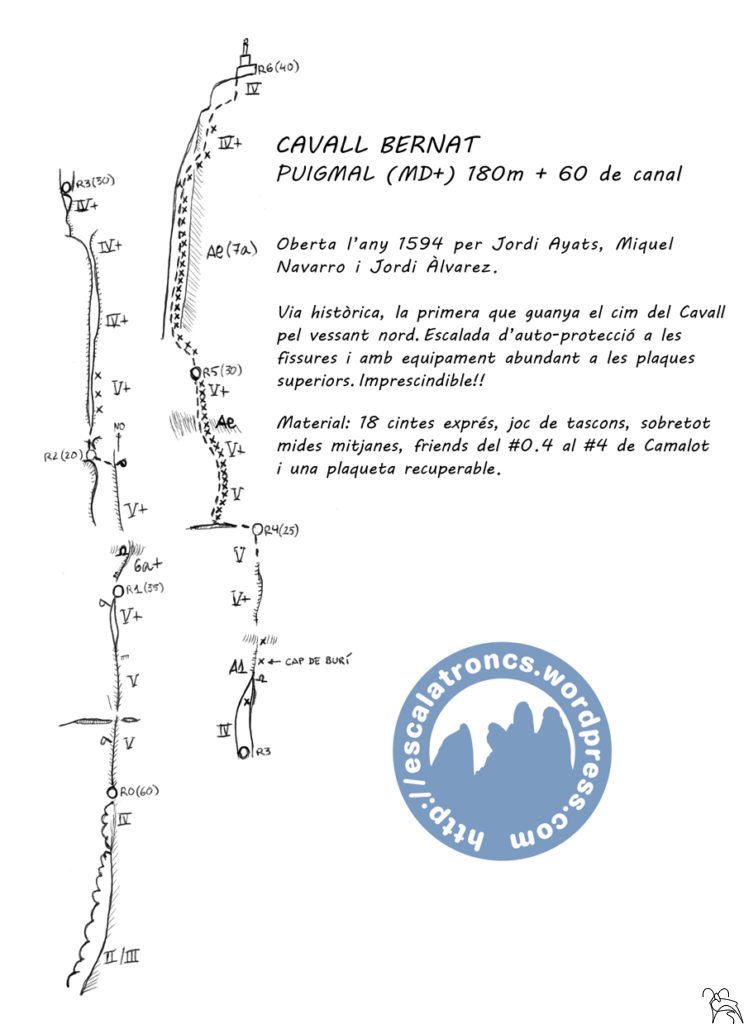 R6(40)
IV
IV+
CAVALL BERNAT
PUIGMAL (MD+) 180m + 60 de canal
R3(30)
IV+
IV+
Ae(7a)
Oberta l'any 1594 per Jordi Ayats, Miquel
Navarro i Jordi Àlvarez.
IV+
Via històrica, la primera que guanya el cim del Cavall
pel vessant nord. Escalada d'auto-protecció a les
fissures i amb equipament abundant a les plaques
superiors. Imprescindible!!
R5(30)
V+
V+
Ae
Material: 18 cintes exprés, joc de tascons, sobretot
mides mitjanes, friends del #0.4 al #4 de Camalot
i una plaqueta recuperable.
NO
R2(20)
V+
V
V+
R4(25)
V
6a+
R1(35)
V+
V+
A1
CAP DE BURÍ
V
IV
R3
V
R0(60)
IV
II/III
http://escalatroncs.wordpress.com